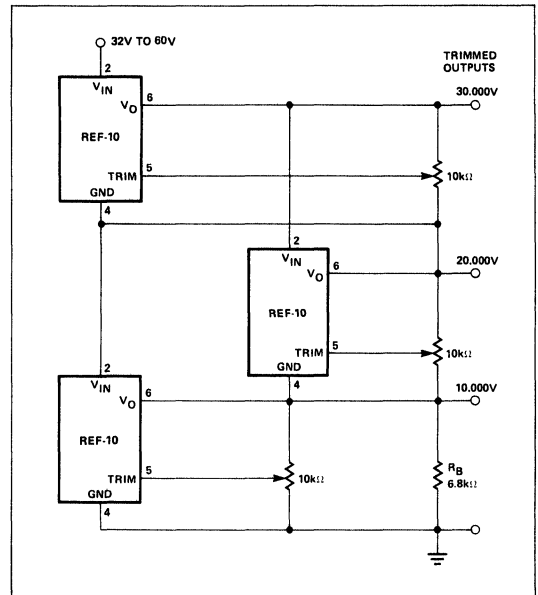 32V TO 60V
TRIMMED
OUTPUTS
2
VIN
VO
6
30.000V
REF-10
TRIM
5
10kΩ
GND
4
2
VIN
VO
6
20.000V
REF-10
TRIM
5
10kΩ
GND
4
2
VIN
VO
6
10.000V
REF-10
TRIM
5
10kΩ
RB
6.8kΩ
GND
4